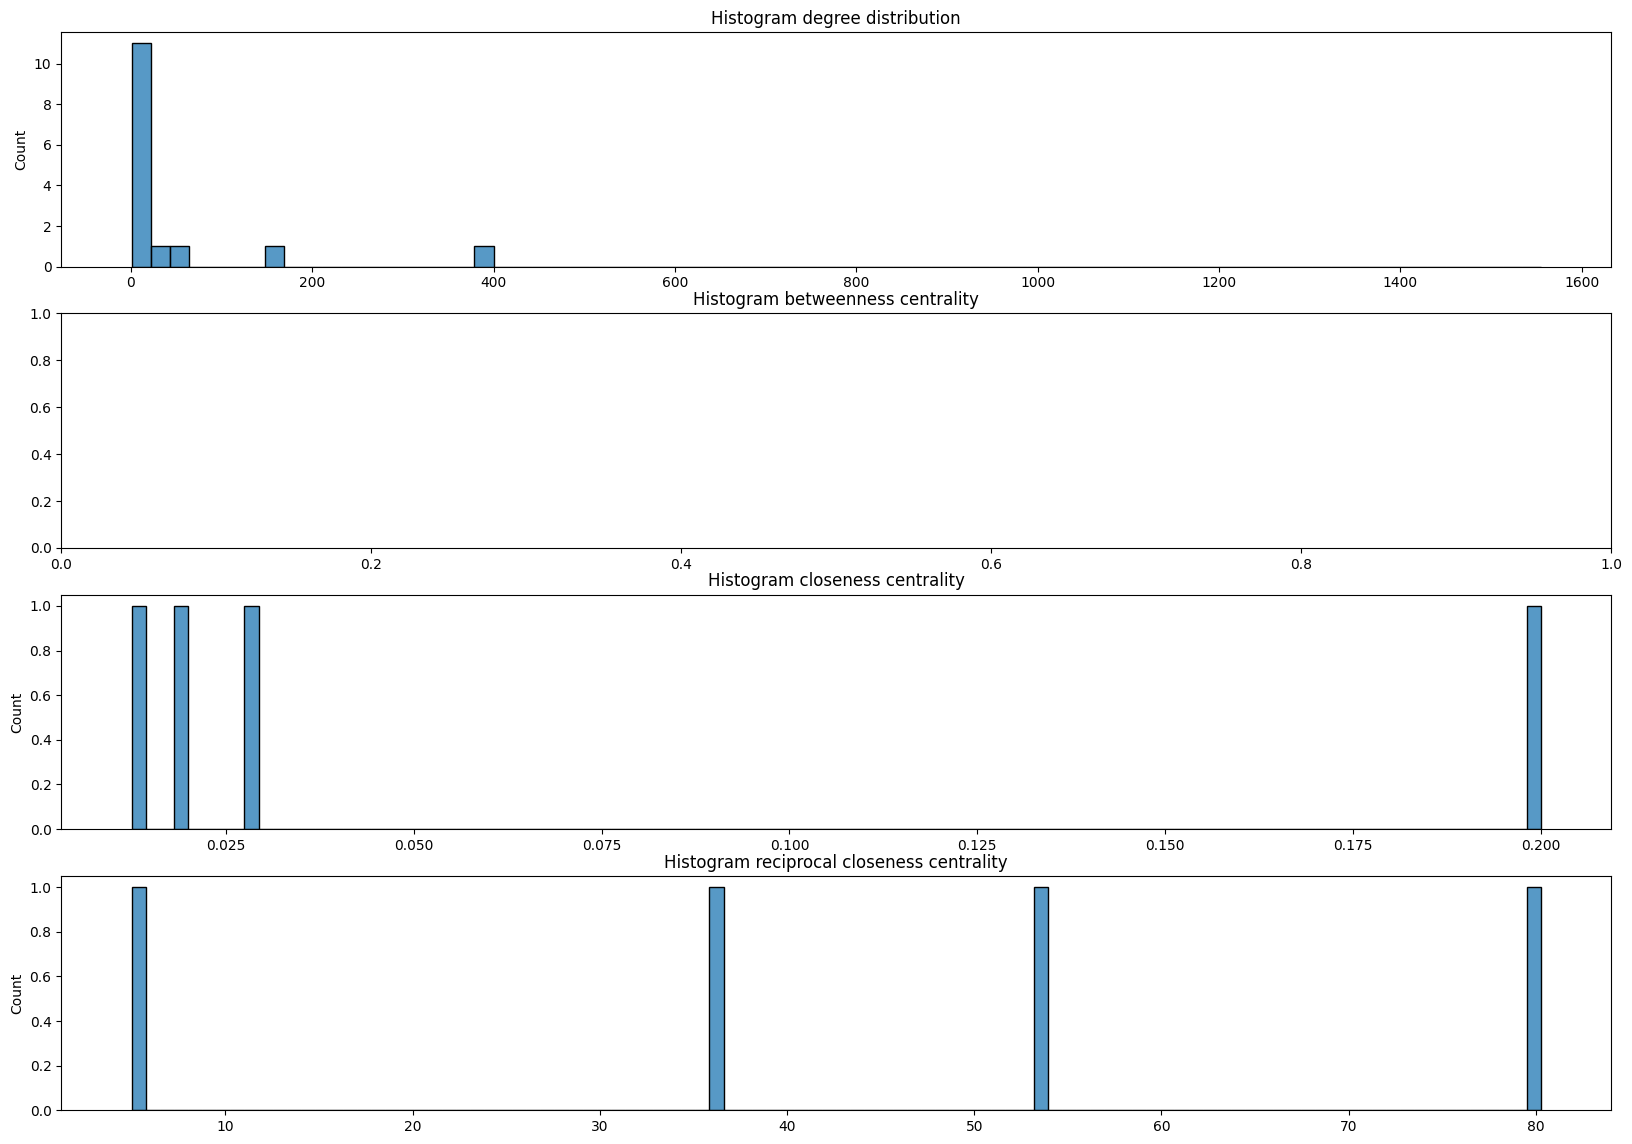 Histogram degree distribution
Count
10
8
6
4
2
0
0 200 400 600 800 1000 1200 1400 1600
Histogram betweenness centrality
1.0
0.8
0.6
0.4
0.2
0.0
0.0 0.2 0.4 0.6 0.8 1.0
Histogram closeness centrality
Count
1.0
0.8
0.6
0.4
0.2
0.0
0.025 0.050 0.075 0.100 0.125 0.150 0.175 0.200
Histogram reciprocal closeness centrality
Count
1.0
0.8
0.6
0.4
0.2
0.0
10 20 30 40 50 60 70 80